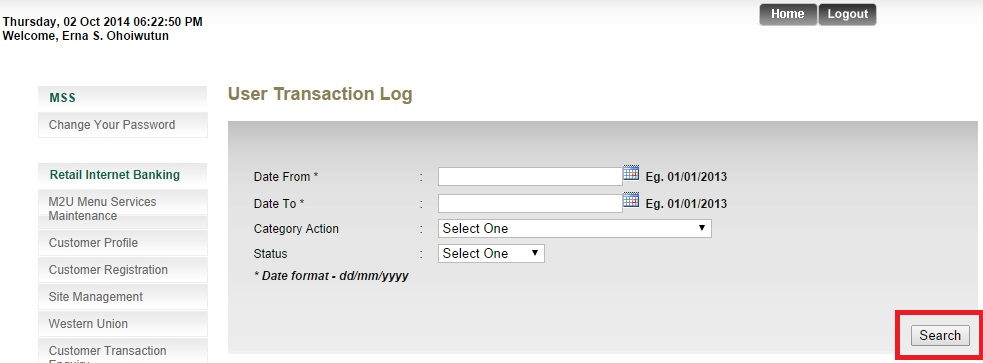 Thursday, 02 Oct 2014 06:22:50 PM
Welcome, Erna S. Ohoiwutun
Home Logout
MSS
Change Your Password
Retail Internet Banking
M2U Menu Services
Maintenance
Customer Profile
Customer Registration
Site Management
Western Union
Customer Transaction
Enquiry
User Transaction Log
Date From * : Eg. 01/01/2013
Date To * : Eg. 01/01/2013
Category Action : Select One
Status : Select One
* Date format - dd/mm/yyyy
Search